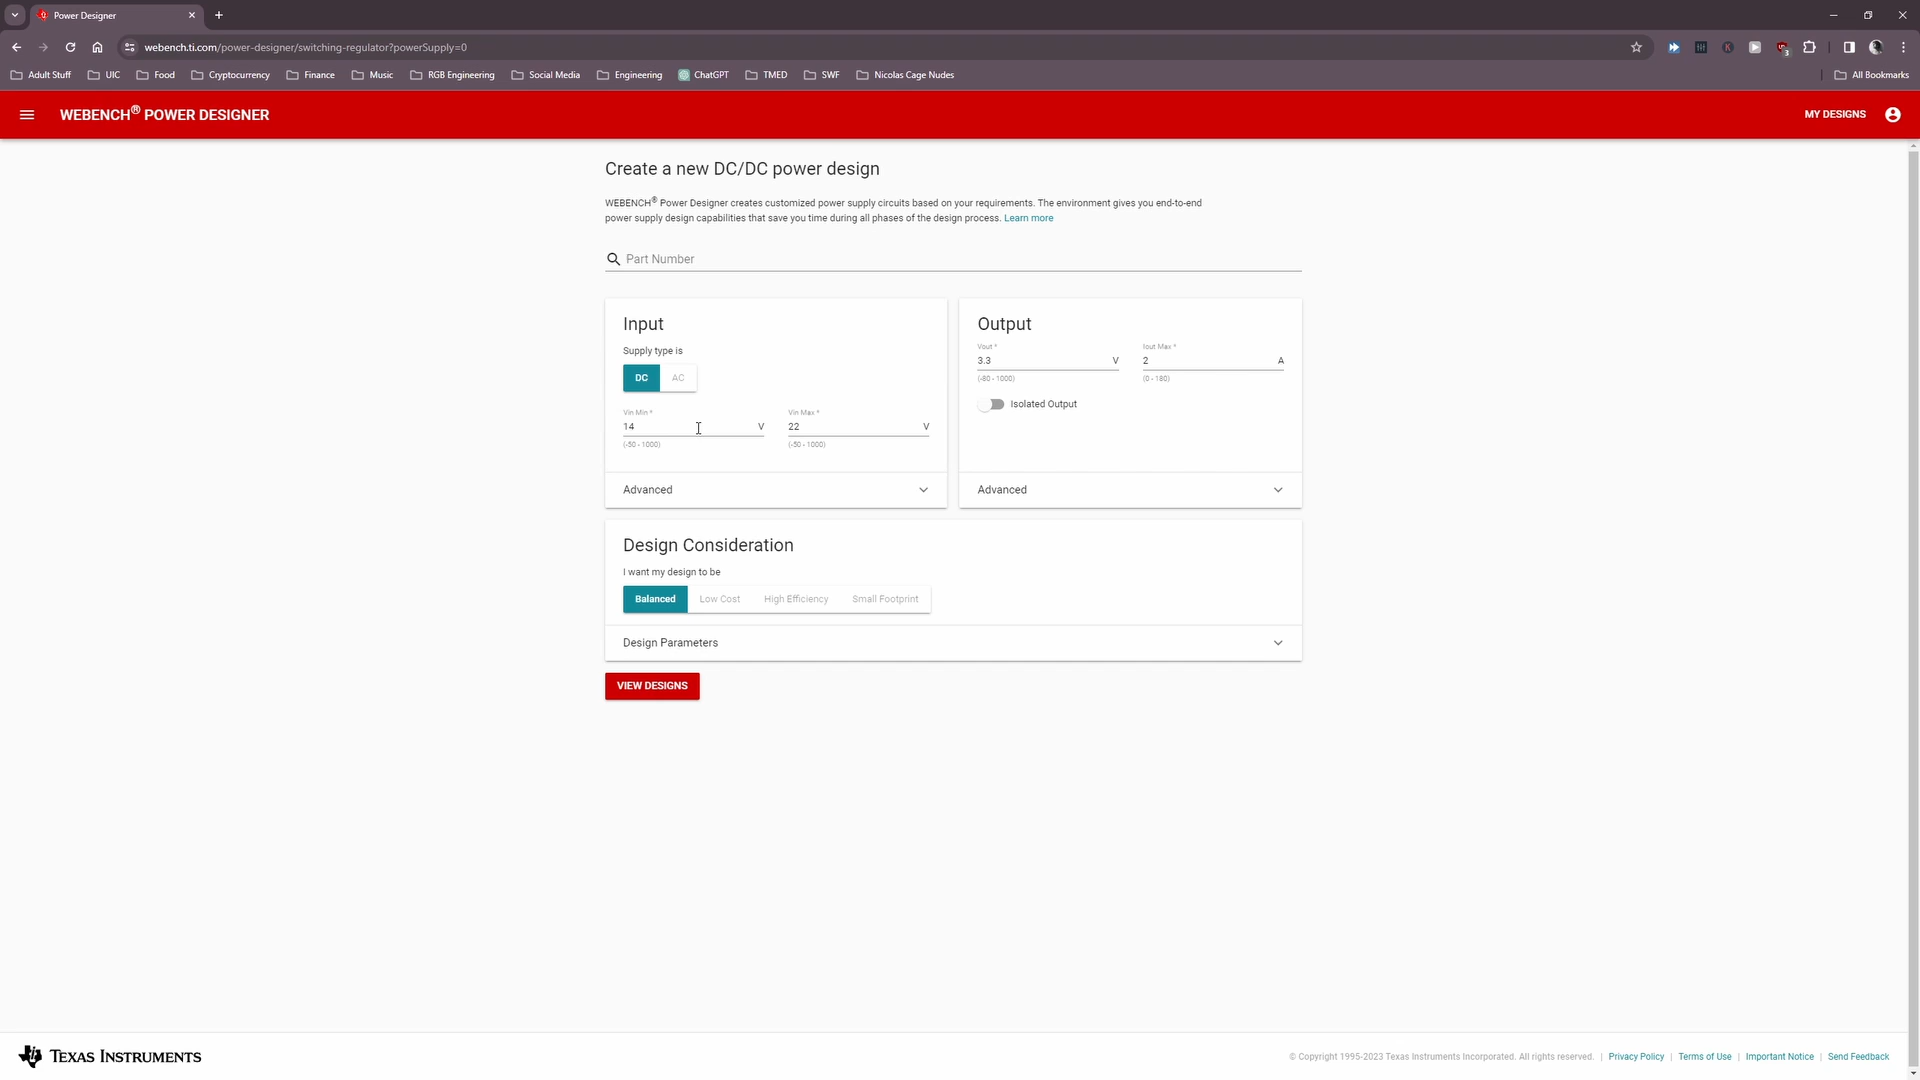 Power Designer
webench.ti.com/power-designer/switching-regulator?powerSupply=0
Adult Stuff UIC Food Cryptocurrency Finance Music RGB Engineering Social Media Engineering ChatGPT TMED SWF Nicolas Cage Nudes All Bookmarks
WEBENCH® POWER DESIGNER
MY DESIGNS
Create a new DC/DC power design
WEBENCH® Power Designer creates customized power supply circuits based on your requirements. The environment gives you end-to-end
power supply design capabilities that save you time during all phases of the design process. Learn more
Part Number
Input
Supply type is
DC AC
Vin Min * Vin Max *
14 V 22 V
(-50 - 1000) (-50 - 1000)
Advanced
Output
Vout * Iout Max *
3.3 V 2 A
(-80 - 1000) (0 - 180)
Isolated Output
Advanced
Design Consideration
I want my design to be
Balanced Low Cost High Efficiency Small Footprint
Design Parameters
VIEW DESIGNS
TEXAS INSTRUMENTS
© Copyright 1995-2023 Texas Instruments Incorporated. All rights reserved. | Privacy Policy | Terms of Use | Important Notice | Send Feedback